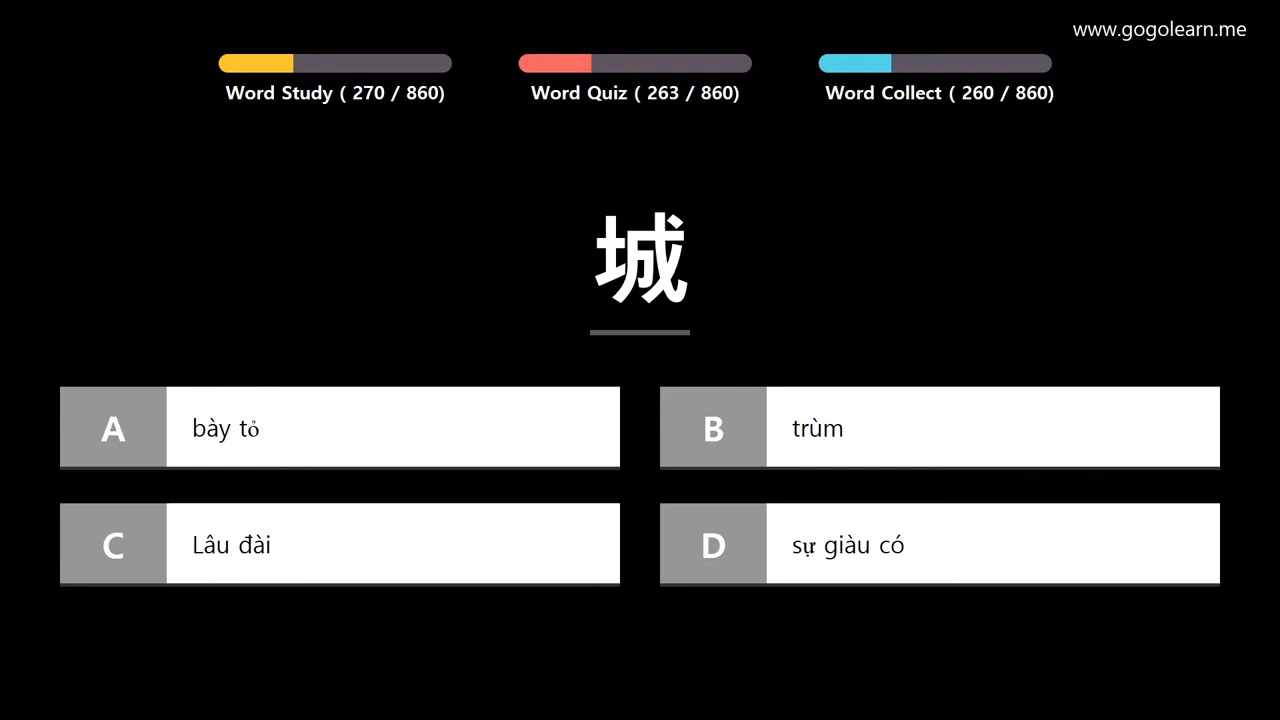 www.gogolearn.me
Word Study ( 270 / 860)
Word Quiz ( 263 / 860)
Word Collect ( 260 / 860)
城
A bày tỏ
B trùm
C Lâu đài
D sự giàu có